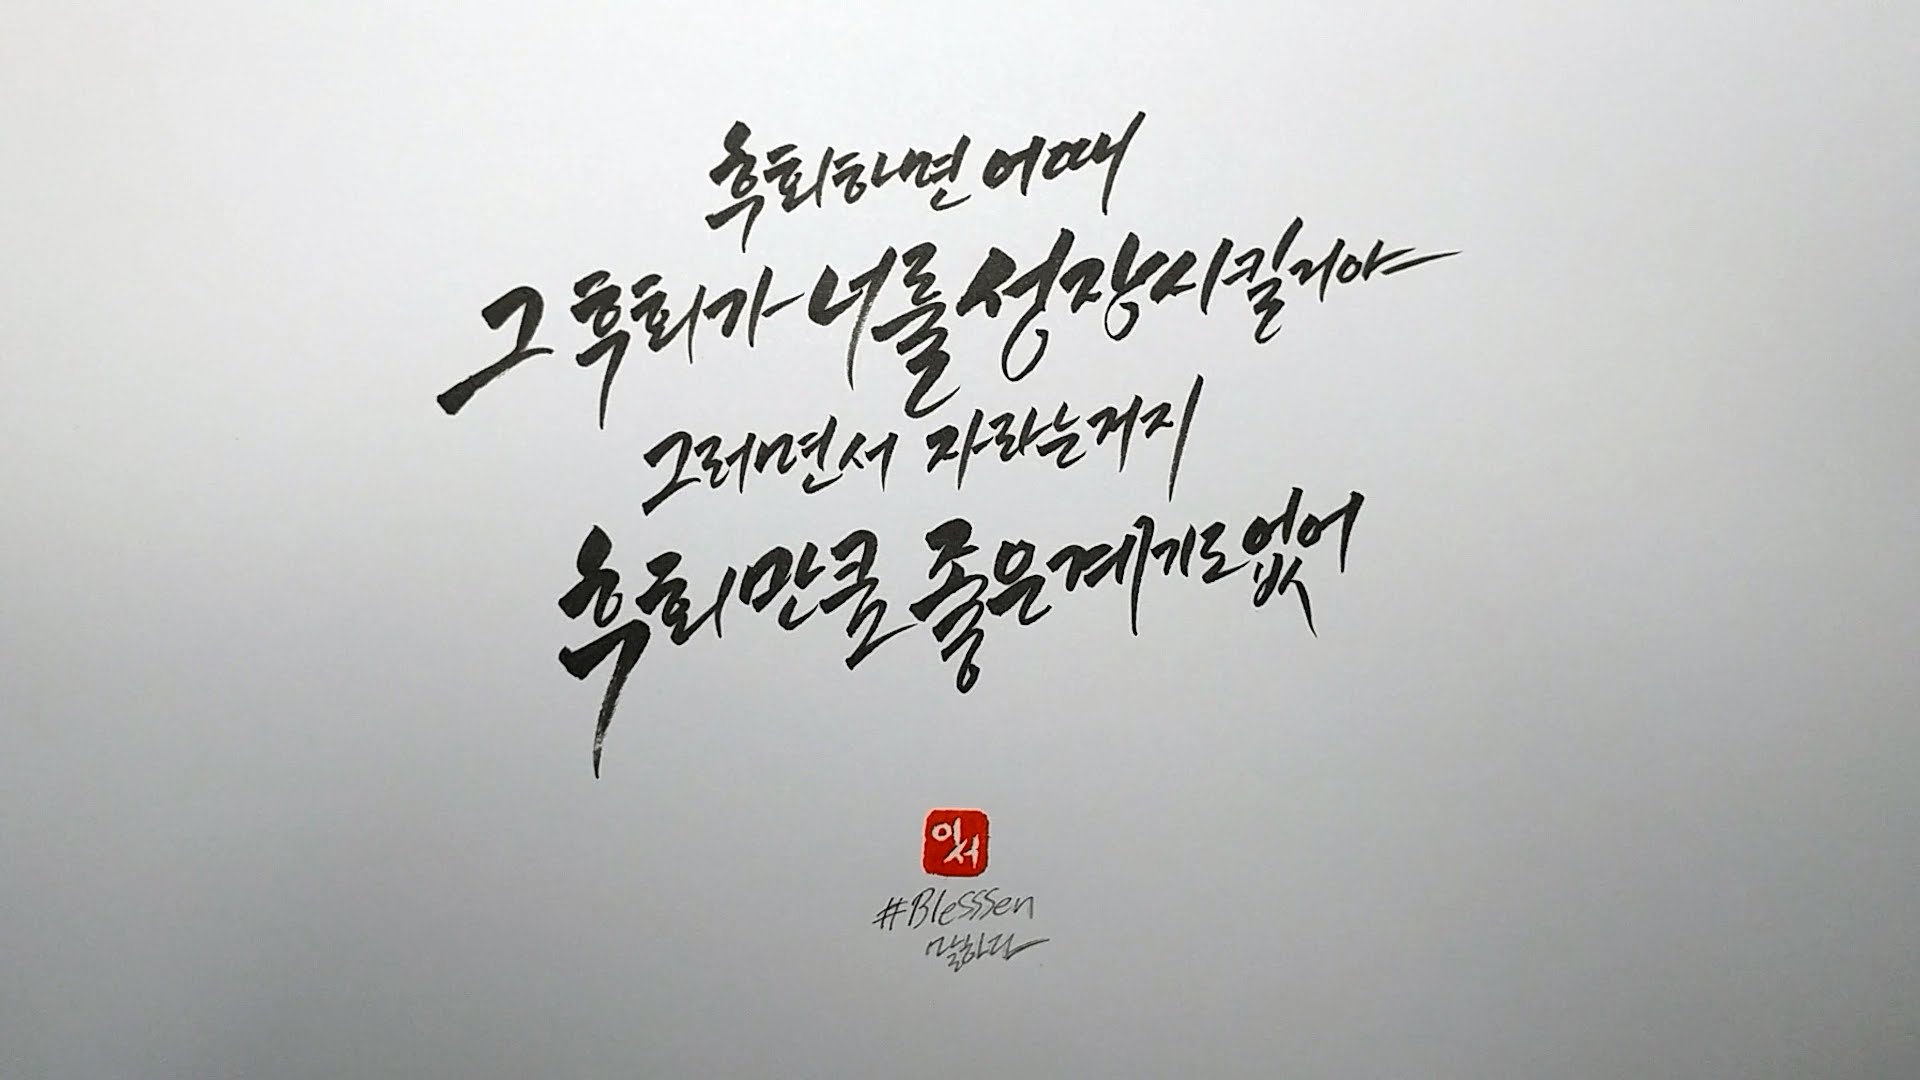 후회하면 어때
그 후회가 너를 성장시킬거야
그러면서 자라는거지
후회만큼 좋은 계기도 없어
이서
#Blesssen
말하다